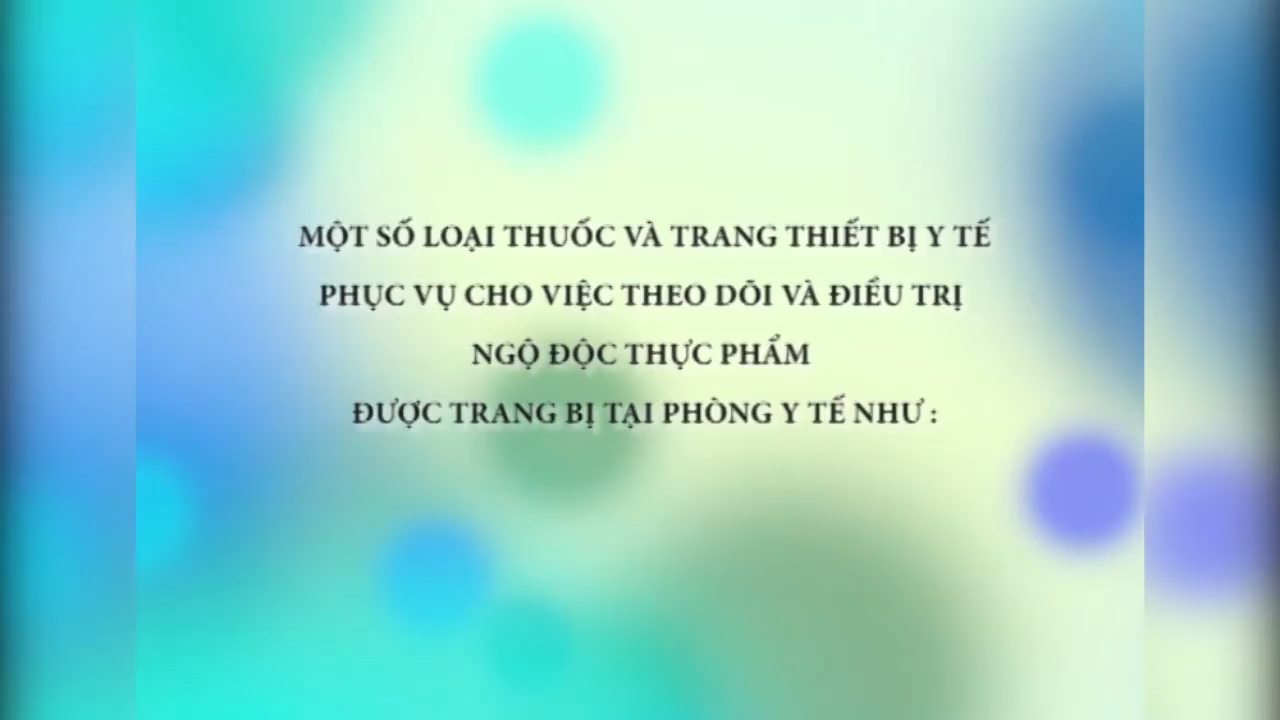 MỘT SỐ LOẠI THUỐC VÀ TRANG THIẾT BỊ Y TẾ
PHỤC VỤ CHO VIỆC THEO DÕI VÀ ĐIỀU TRỊ
NGỘ ĐỘC THỰC PHẨM
ĐƯỢC TRANG BỊ TẠI PHÒNG Y TẾ NHƯ :